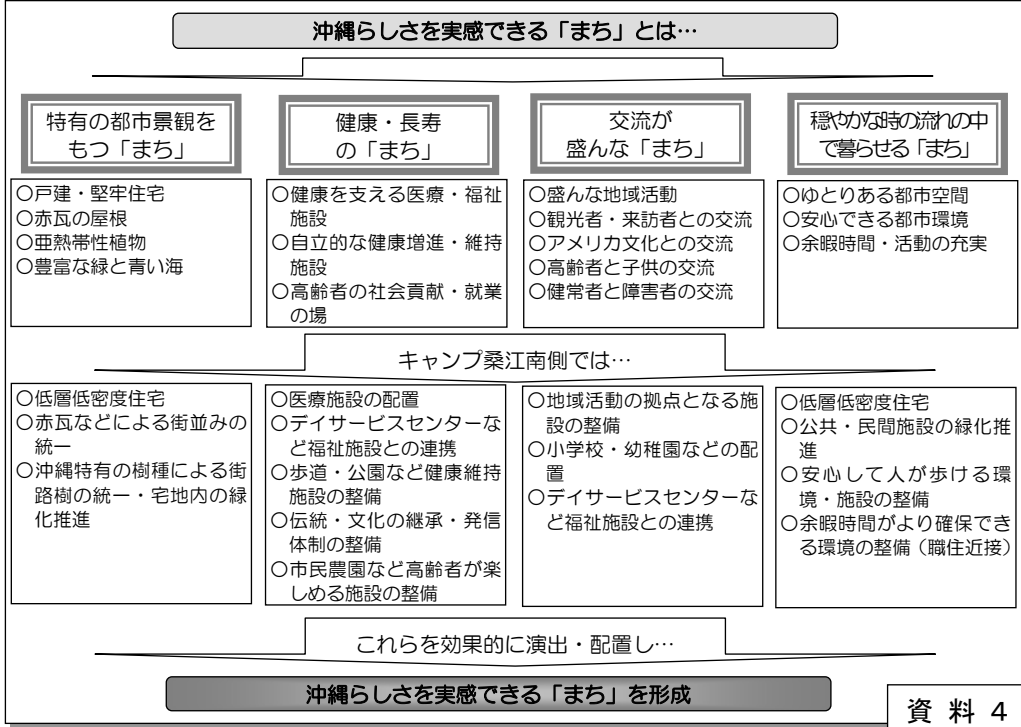 沖縄らしさを実感できる「まち」とは…
特有の都市景観を
もつ「まち」
○戸建・堅牢住宅
○赤瓦の屋根
○亜熱帯性植物
○豊富な緑と青い海
健康・長寿
の「まち」
○健康を支える医療・福祉
施設
○自立的な健康増進・維持
施設
○高齢者の社会貢献・就業
の場
交流が
盛んな「まち」
○盛んな地域活動
○観光者・来訪者との交流
○アメリカ文化との交流
○高齢者と子供の交流
○健常者と障害者の交流
穏やかな時の流れの中
で暮らせる「まち」
○ゆとりある都市空間
○安心できる都市環境
○余暇時間・活動の充実
キャンプ桑江南側では…
○低層低密度住宅
○赤瓦などによる街並みの
統一
○沖縄特有の樹種による街
路樹の統一・宅地内の緑
化推進
○医療施設の配置
○デイサービスセンターな
ど福祉施設との連携
○歩道・公園など健康維持
施設の整備
○伝統・文化の継承・発信
体制の整備
○市民農園など高齢者が楽
しめる施設の整備
○地域活動の拠点となる施
設の整備
○小学校・幼稚園などの配
置
○デイサービスセンターな
ど福祉施設との連携
○低層低密度住宅
○公共・民間施設の緑化推
進
○安心して人が歩ける環
境・施設の整備
○余暇時間がより確保でき
る環境の整備（職住近接）
これらを効果的に演出・配置し…
沖縄らしさを実感できる「まち」を形成
資料4